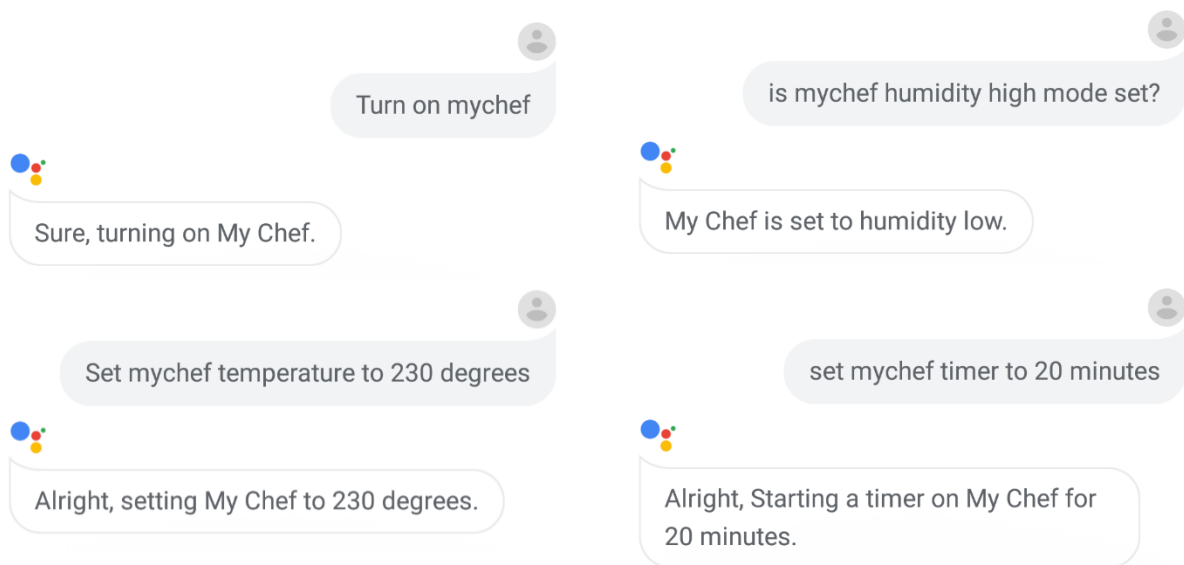 Turn on mychef
Sure, turning on My Chef.
Set mychef temperature to 230 degrees
Alright, setting My Chef to 230 degrees.
is mychef humidity high mode set?
My Chef is set to humidity low.
set mychef timer to 20 minutes
Alright, Starting a timer on My Chef for
20 minutes.